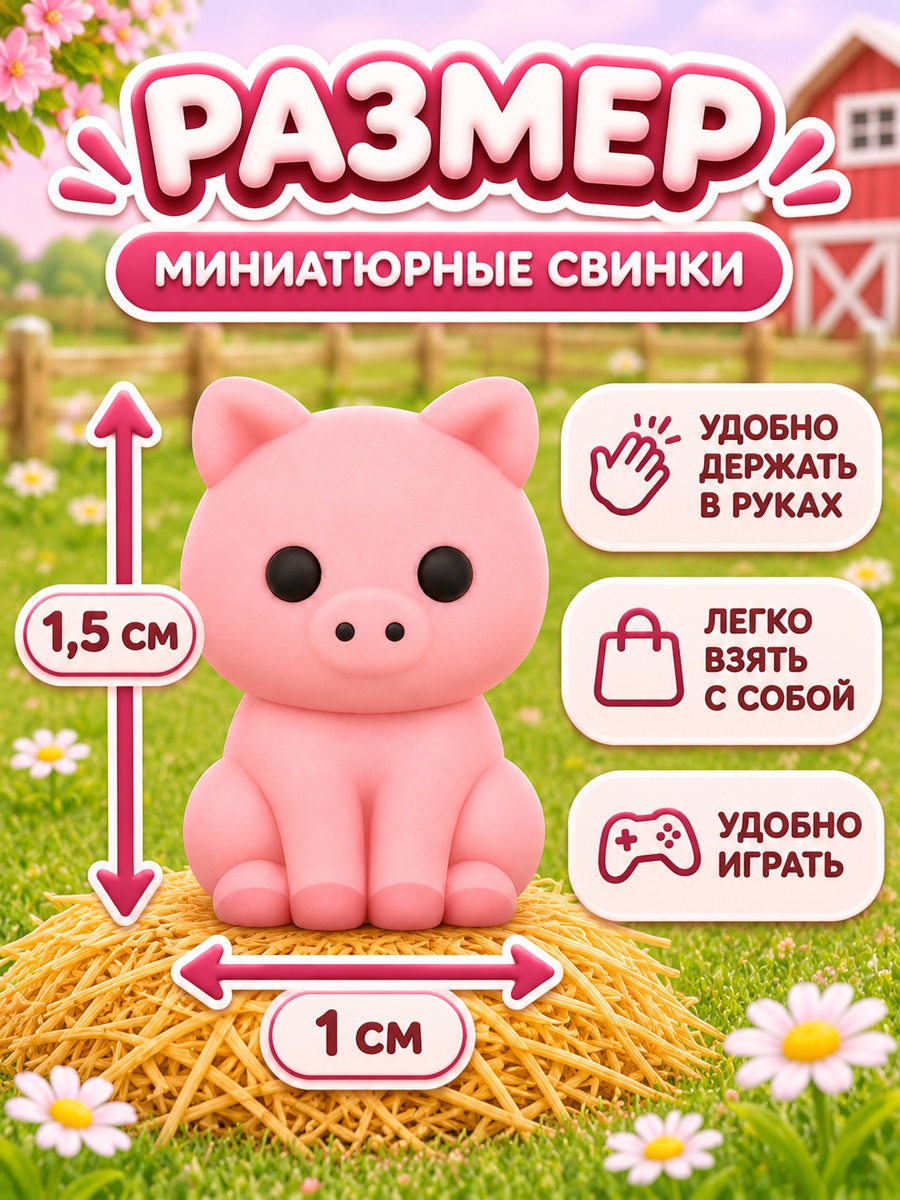 РАЗМЕР
МИНИАТЮРНЫЕ СВИНКИ
1,5 см
1 см
УДОБНО
ДЕРЖАТЬ
В РУКАХ
ЛЕГКО
ВЗЯТЬ
С СОБОЙ
УДОБНО
ИГРАТЬ